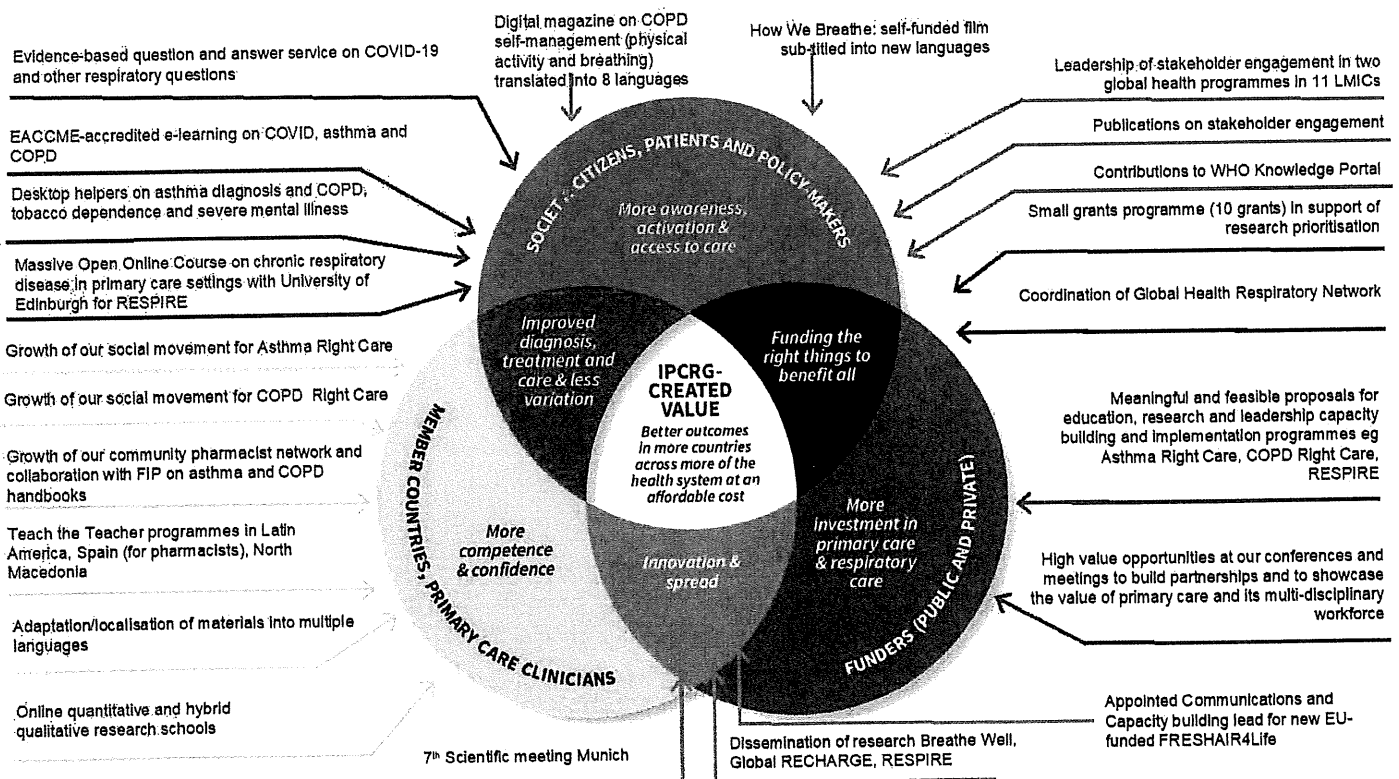 Evidence-based question and answer service on COVID-19
and other respiratory questions
EACCME-accredited e-learning on COVID, asthma and
COPD
Desktop helpers on asthma diagnosis and COPD,
tobacco dependence and severe mental illness
Massive Open Online Course on chronic respiratory
disease in primary care settings with University of
Edinburgh for RESPIRE
Growth of our social movement for Asthma Right Care
Growth of our social movement for COPD Right Care
Growth of our community pharmacist network and
collaboration with FIP on asthma and COPD
handbooks
Teach the Teacher programmes in Latin
America, Spain (for pharmacists), North
Macedonia
Adaptation/localisation of materials into multiple
languages
Online quantitative and hybrid
qualitative research schools
Digital magazine on COPD
self-management (physical
activity and breathing)
translated into 8 languages
How We Breathe: self-funded film
sub-titled into new languages
SOCIET... CITIZENS, PATIENTS AND POLICY-MAKERS
More awareness,
activation &
access to care
Improved
diagnosis,
treatment and
care & less
variation
Funding the
right things to
benefit all
IPCRG-
CREATED
VALUE
Better outcomes
in more countries
across more of the
health system at an
affordable cost
MEMBER COUNTRIES, PRIMARY CARE CLINICIANS
More
competence
& confidence
Innovation &
spread
More
investment in
primary care
& respiratory
care
FUNDERS (PUBLIC AND PRIVATE)
Leadership of stakeholder engagement in two
global health programmes in 11 LMICs
Publications on stakeholder engagement
Contributions to WHO Knowledge Portal
Small grants programme (10 grants) in support of
research prioritisation
Coordination of Global Health Respiratory Network
Meaningful and feasible proposals for
education, research and leadership capacity
building and implementation programmes eg
Asthma Right Care, COPD Right Care,
RESPIRE
High value opportunities at our conferences and
meetings to build partnerships and to showcase
the value of primary care and its multi-disciplinary
workforce
Appointed Communications and
Capacity building lead for new EU-
funded FRESHAIR4Life
7th Scientific meeting Munich
Dissemination of research Breathe Well,
Global RECHARGE, RESPIRE